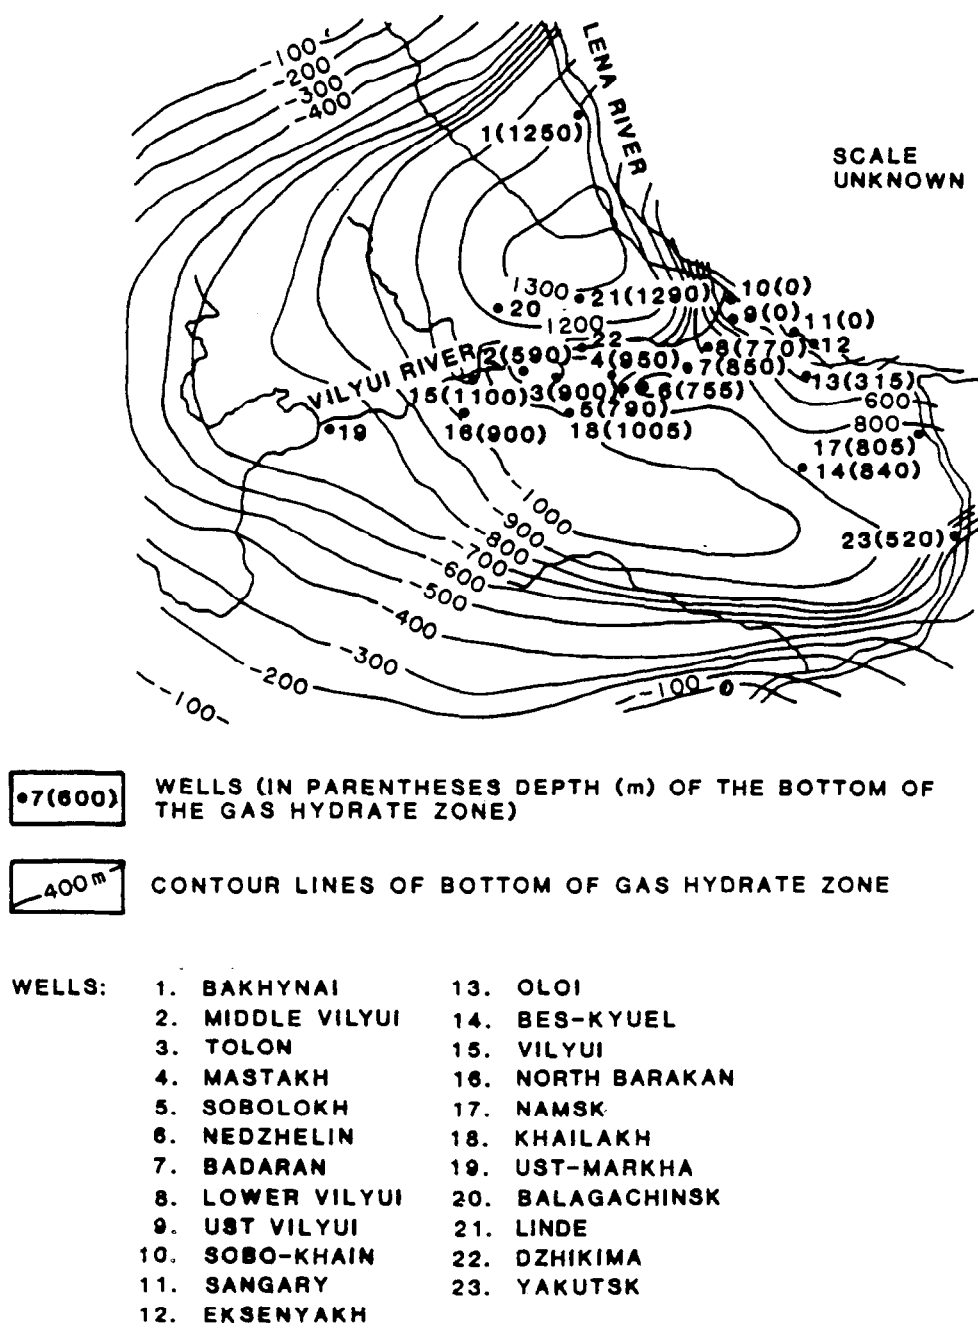 -100
-200
-300
-400
LENA RIVER
1(1250)
SCALE
UNKNOWN
1300
21(1290)
10(0)
20
9(0)
1200
11(0)
22
12
8(770)
2(590)
4(950)
7(850)
VILYUI RIVER
15(1100)
3(900)
6(755)
13(315)
5(790)
600
16(900)
18(1005)
800
19
17(805)
14(840)
-1000
-900
23(520)
-800
-700
-600
-500
-400
-300
-200
-100
0
-100-
7(600)
WELLS (IN PARENTHESES DEPTH (m) OF THE BOTTOM OF
THE GAS HYDRATE ZONE)
400 m
CONTOUR LINES OF BOTTOM OF GAS HYDRATE ZONE
WELLS:
1. BAKHYNAI
2. MIDDLE VILYUI
3. TOLON
4. MASTAKH
5. SOBOLOKH
6. NEDZHELIN
7. BADARAN
8. LOWER VILYUI
9. UST VILYUI
10. SOBO-KHAIN
11. SANGARY
12. EKSENYAKH
13. OLOI
14. BES-KYUEL
15. VILYUI
16. NORTH BARAKAN
17. NAMSK
18. KHAILAKH
19. UST-MARKHA
20. BALAGACHINSK
21. LINDE
22. DZHIKIMA
23. YAKUTSK